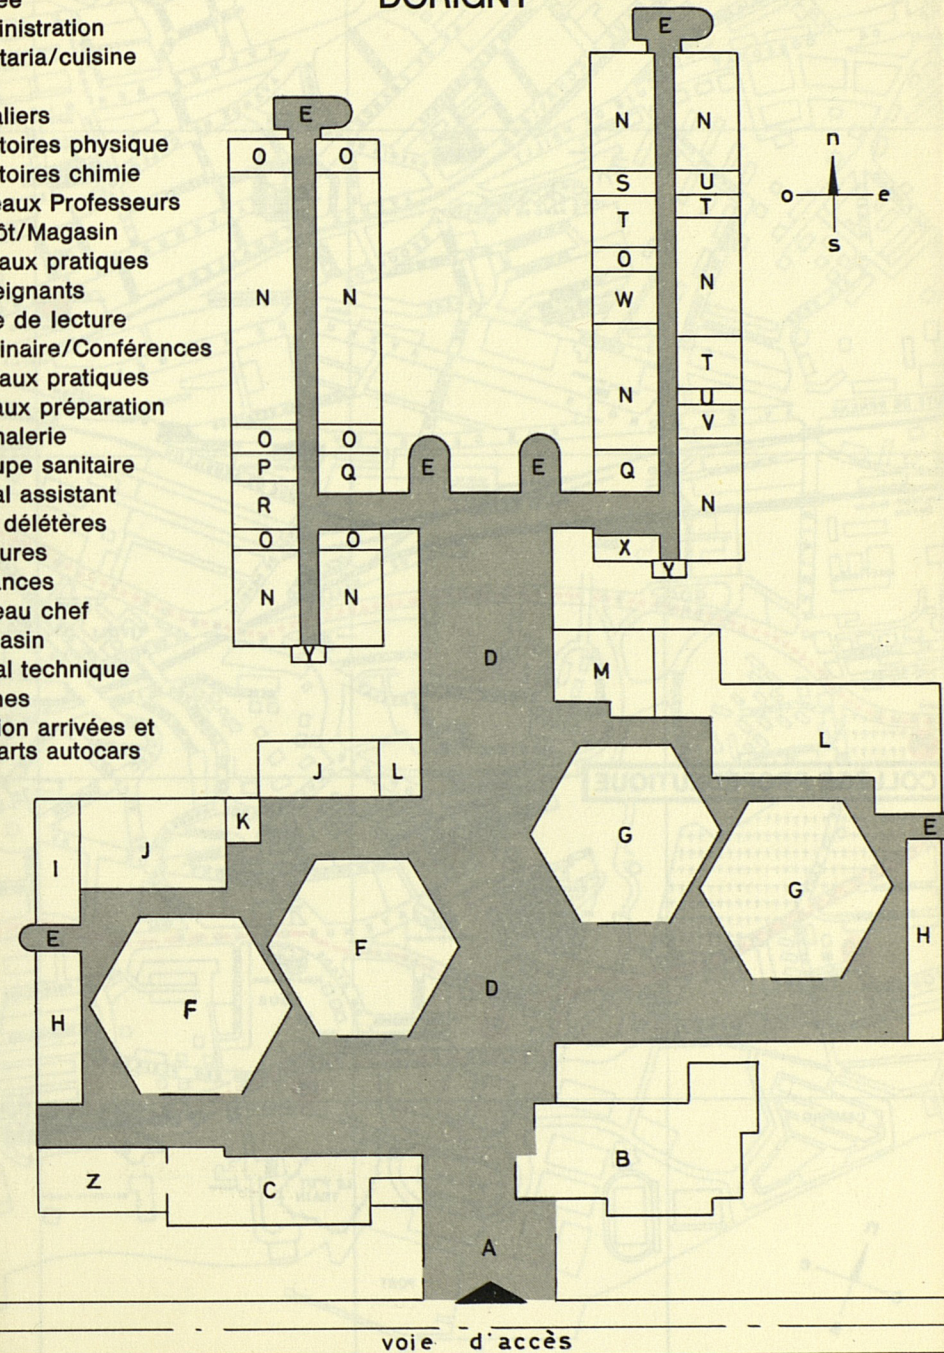 DORIGNY
ée
inistration
taria/cuisine
aliers
toires physique
toires chimie
eaux Professeurs
ôt/Magasin
aux pratiques
eignants
e de lecture
inaire/Conférences
aux pratiques
aux préparation
nalerie
upe sanitaire
al assistant
délétères
ures
ances
eau chef
asin
al technique
nes
ion arrivées et
arts autocars
E
E
N N
O O
S U
T T
O
W
N
N N
T
U
N V
O O
P Q
R
E E
Q
N
O O
X
Y
N N
Y
D
M
L
J L
K
J
I
G
E
G
E
F
H
F
H
D
B
Z
C
A
n
o e
s
voie d'accès